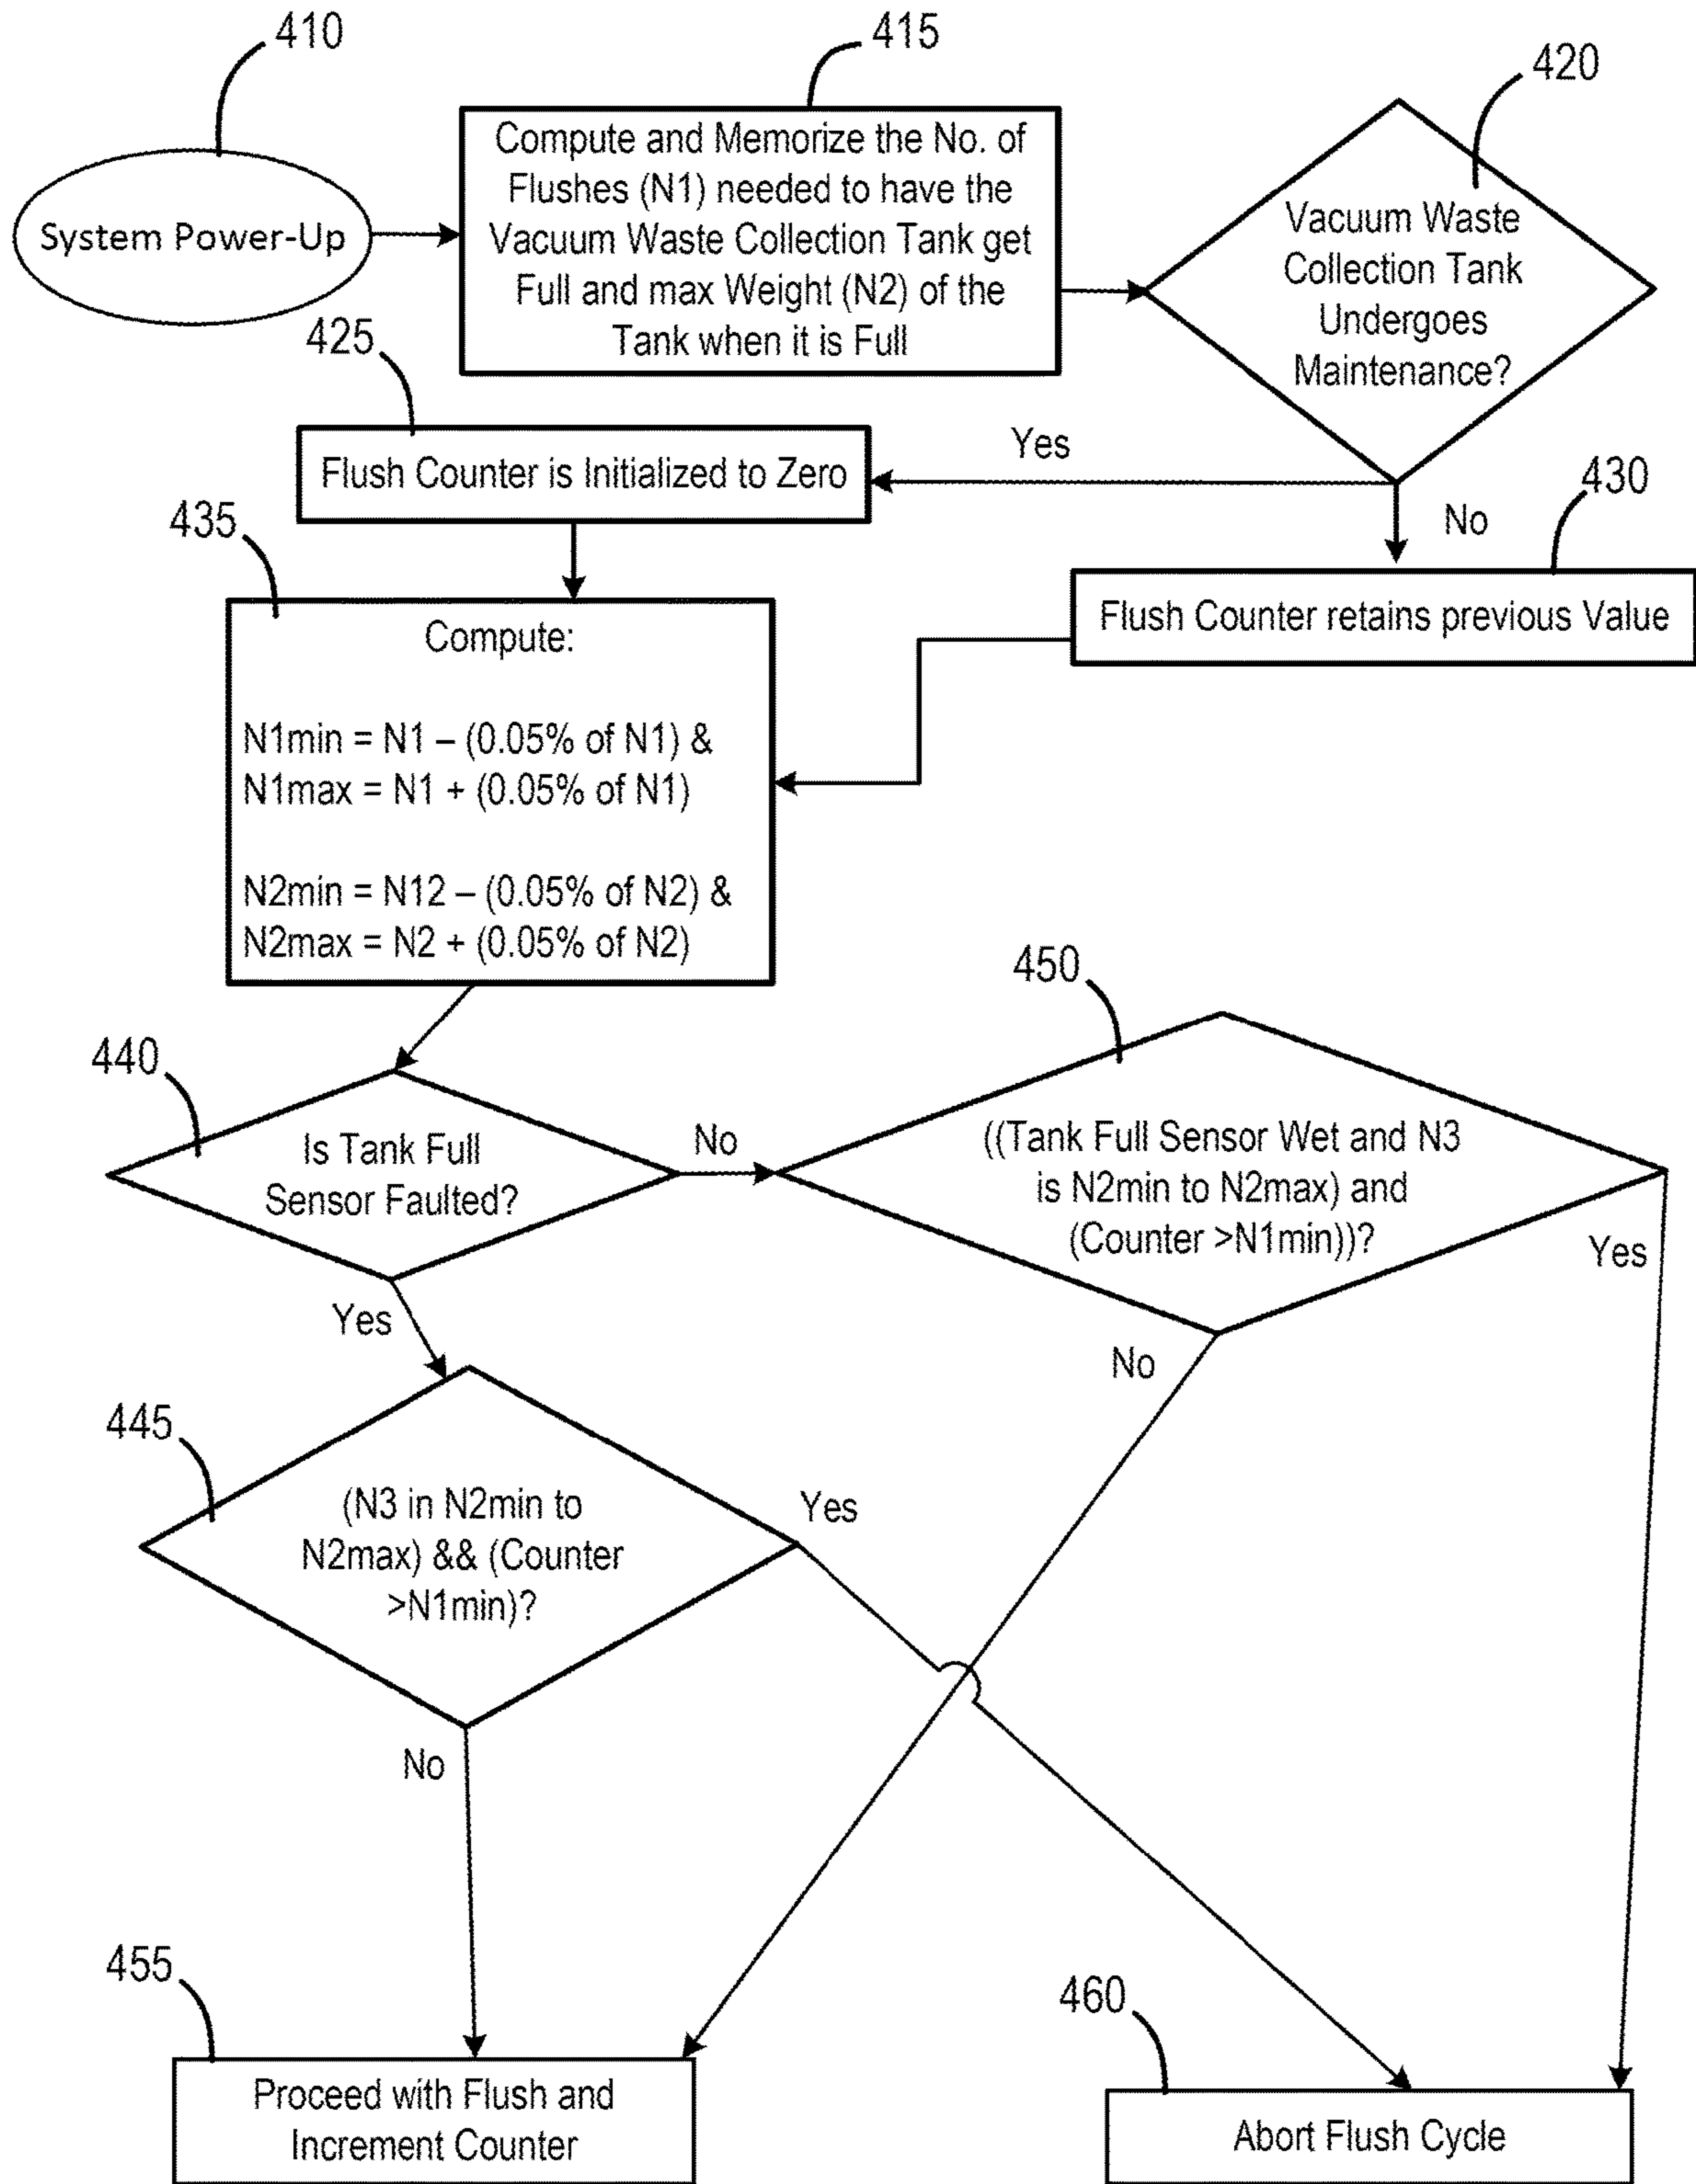 410
415
420
System Power-Up
Compute and Memorize the No. of
Flushes (N1) needed to have the
Vacuum Waste Collection Tank get
Full and max Weight (N2) of the
Tank when it is Full
Vacuum Waste
Collection Tank
Undergoes
Maintenance?
425
Yes
Flush Counter is Initialized to Zero
430
No
435
Flush Counter retains previous Value
Compute:
N1min = N1 – (0.05% of N1) &
N1max = N1 + (0.05% of N1)
N2min = N12 – (0.05% of N2) &
N2max = N2 + (0.05% of N2)
450
440
Is Tank Full
Sensor Faulted?
No
((Tank Full Sensor Wet and N3
is N2min to N2max) and
(Counter >N1min))?
Yes
Yes
No
445
(N3 in N2min to
N2max) && (Counter
>N1min)?
Yes
No
455
460
Proceed with Flush and
Increment Counter
Abort Flush Cycle